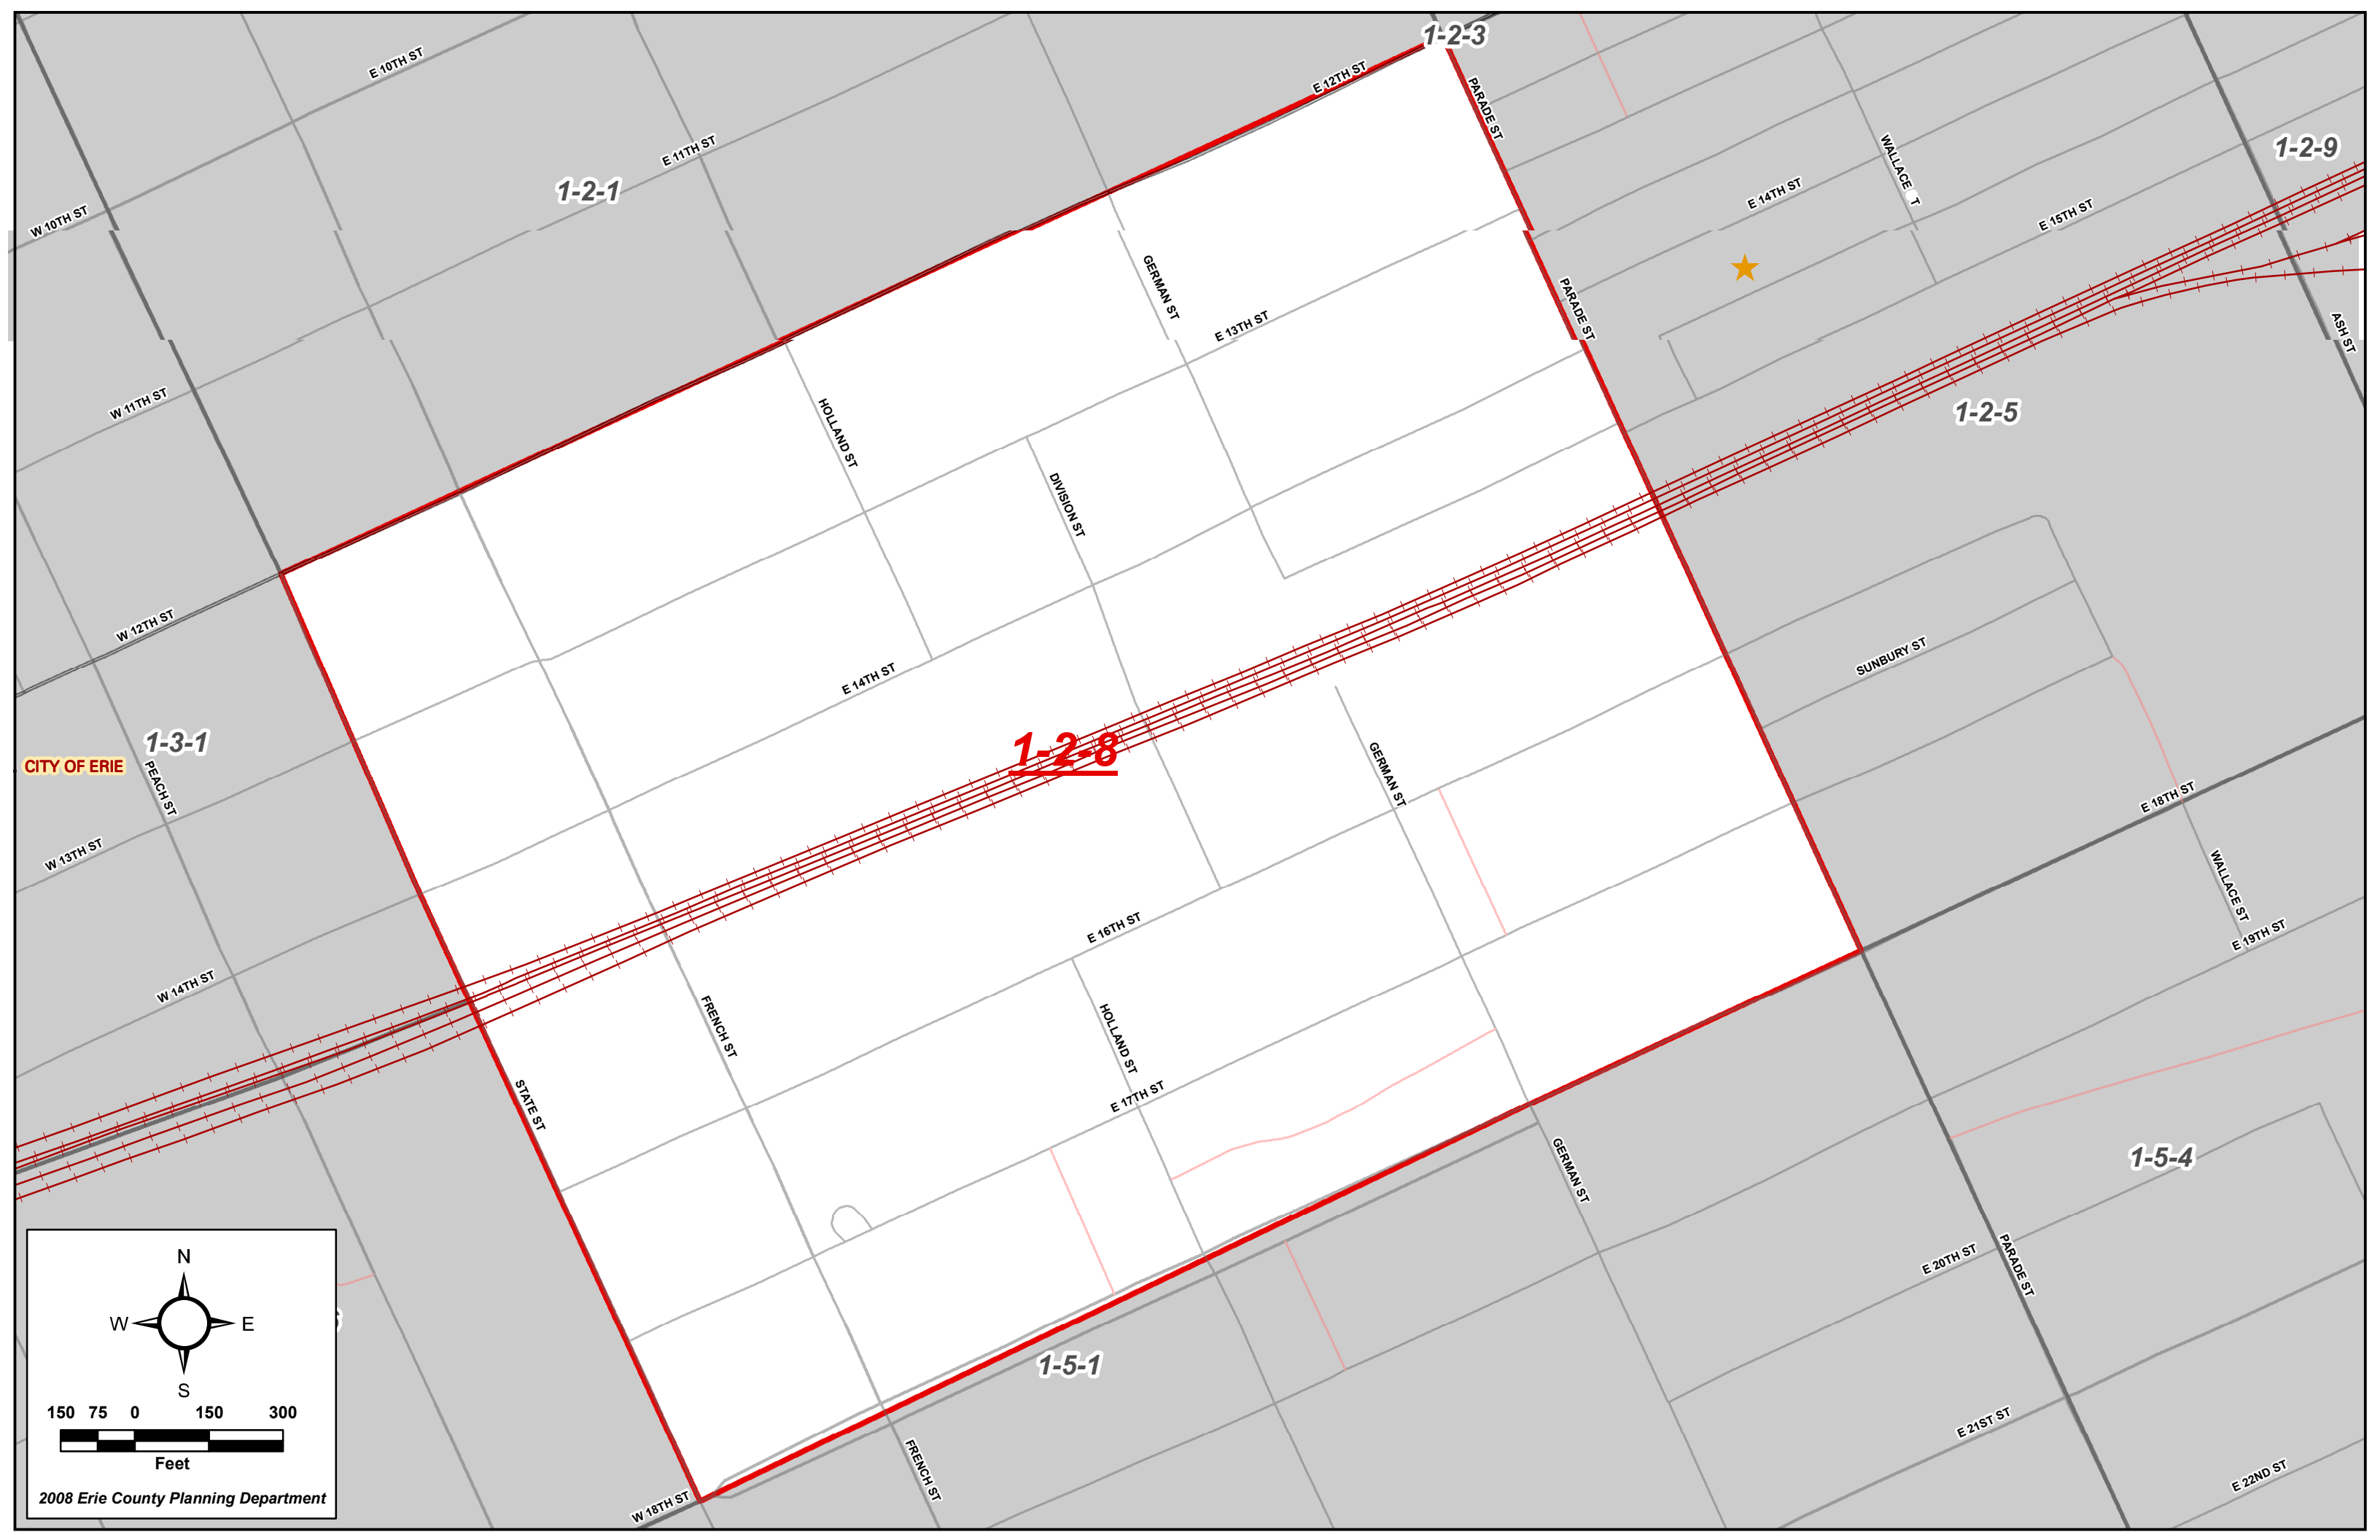 1-2-3
E 10TH ST
E 12TH ST
PARADE ST
E 11TH ST
1-2-1
1-2-9
WALLACE T
E 14TH ST
W 10TH ST
E 15TH ST
GERMAN ST
PARADE ST
E 13TH ST
ASH ST
W 11TH ST
HOLLAND ST
1-2-5
DIVISION ST
W 12TH ST
SUNBURY ST
E 14TH ST
1-3-1
1-2-8
CITY OF ERIE
PEACH ST
GERMAN ST
E 18TH ST
W 13TH ST
WALLACE ST
E 16TH ST
E 19TH ST
W 14TH ST
FRENCH ST
HOLLAND ST
STATE ST
E 17TH ST
GERMAN ST
1-5-4
PARADE ST
E 20TH ST
1-5-1
E 21ST ST
FRENCH ST
E 22ND ST
W 18TH ST
N
W E
S
150 75 0 150 300
Feet
2008 Erie County Planning Department